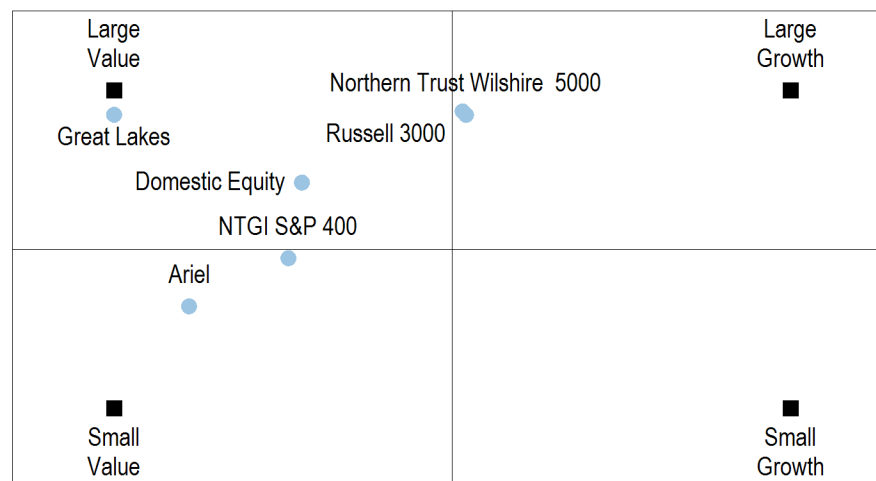 Large
Value
Large
Growth
Northern Trust Wilshire  5000
Great Lakes
Russell 3000
Domestic Equity
NTGI S&P 400
Ariel
Small
Value
Small
Growth